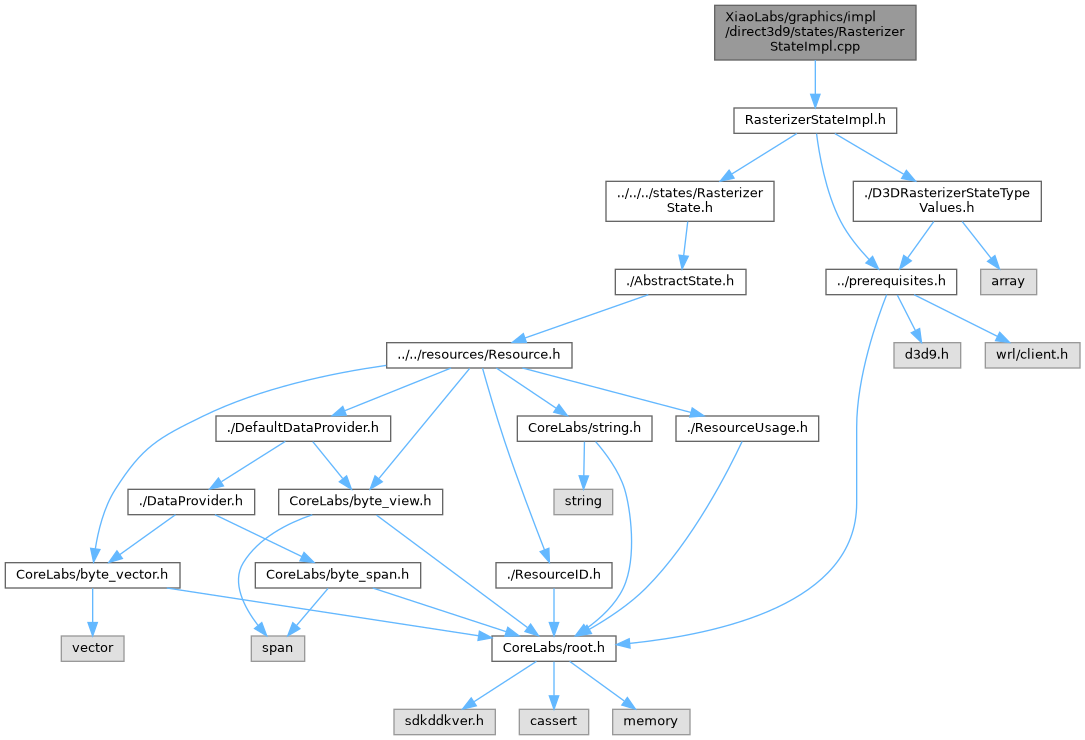 XiaoLabs/graphics/impl
/direct3d9/states/Rasterizer
StateImpl.cpp
RasterizerStateImpl.h
../../../states/Rasterizer
State.h
./D3DRasterizerStateType
Values.h
./AbstractState.h
../prerequisites.h
array
../../resources/Resource.h
d3d9.h
wrl/client.h
./DefaultDataProvider.h
CoreLabs/string.h
./ResourceUsage.h
./DataProvider.h
CoreLabs/byte_view.h
string
CoreLabs/byte_vector.h
CoreLabs/byte_span.h
./ResourceID.h
vector
span
CoreLabs/root.h
sdkddkver.h
cassert
memory